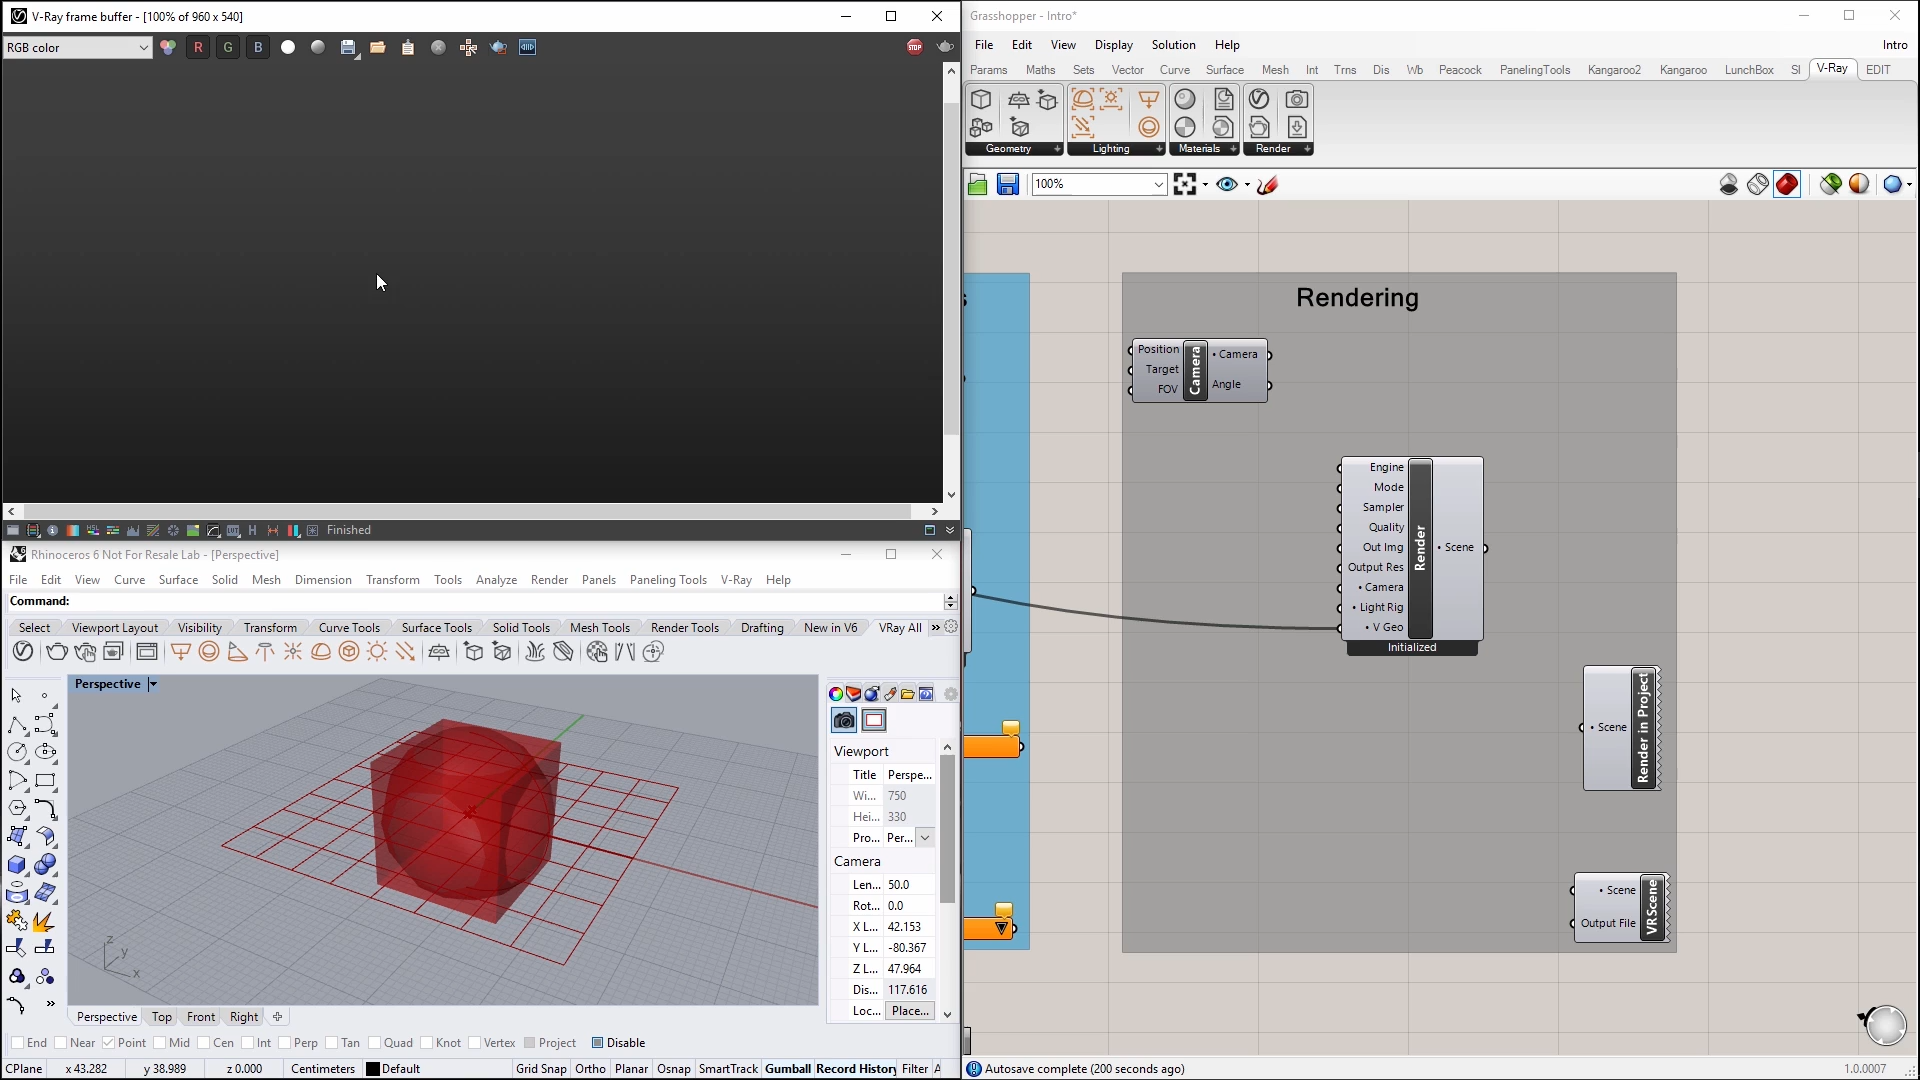 V-Ray frame buffer - [100% of 960 x 540]
RGB color
R G B
STOP
Finished
Rhinoceros 6 Not For Resale Lab - [Perspective]
File Edit View Curve Surface Solid Mesh Dimension Transform Tools Analyze Render Panels Paneling Tools V-Ray Help
Command:
Select Viewport Layout Visibility Transform Curve Tools Surface Tools Solid Tools Mesh Tools Render Tools Drafting New in V6 VRay All »
Perspective
Viewport
Title Perspe...
Wi... 750
Hei... 330
Pro... Per...
Camera
Len... 50.0
Rot... 0.0
X L... 42.153
Y L... -80.367
Z L... 47.964
Dis... 117.616
Loc... Place...
z
y
x
Perspective Top Front Right
End Near Point Mid Cen Int Perp Tan Quad Knot Vertex Project Disable
CPlane x 43.282 y 38.989 z 0.000 Centimeters Default Grid Snap Ortho Planar Osnap SmartTrack Gumball Record History Filter A
Grasshopper - Intro*
File Edit View Display Solution Help Intro
Params Maths Sets Vector Curve Surface Mesh Int Trns Dis Wb Peacock PanelingTools Kangaroo2 Kangaroo LunchBox SI V-Ray EDIT
Geometry + Lighting + Materials + Render +
100%
Rendering
Position
Target
FOV
Camera
• Camera
Angle
Engine
Mode
Sampler
Quality
Out Img
Output Res
• Camera
• Light Rig
• V Geo
Render
• Scene
Initialized
• Scene
Render in Project
• Scene
Output File
VRScene
Autosave complete (200 seconds ago)
1.0.0007